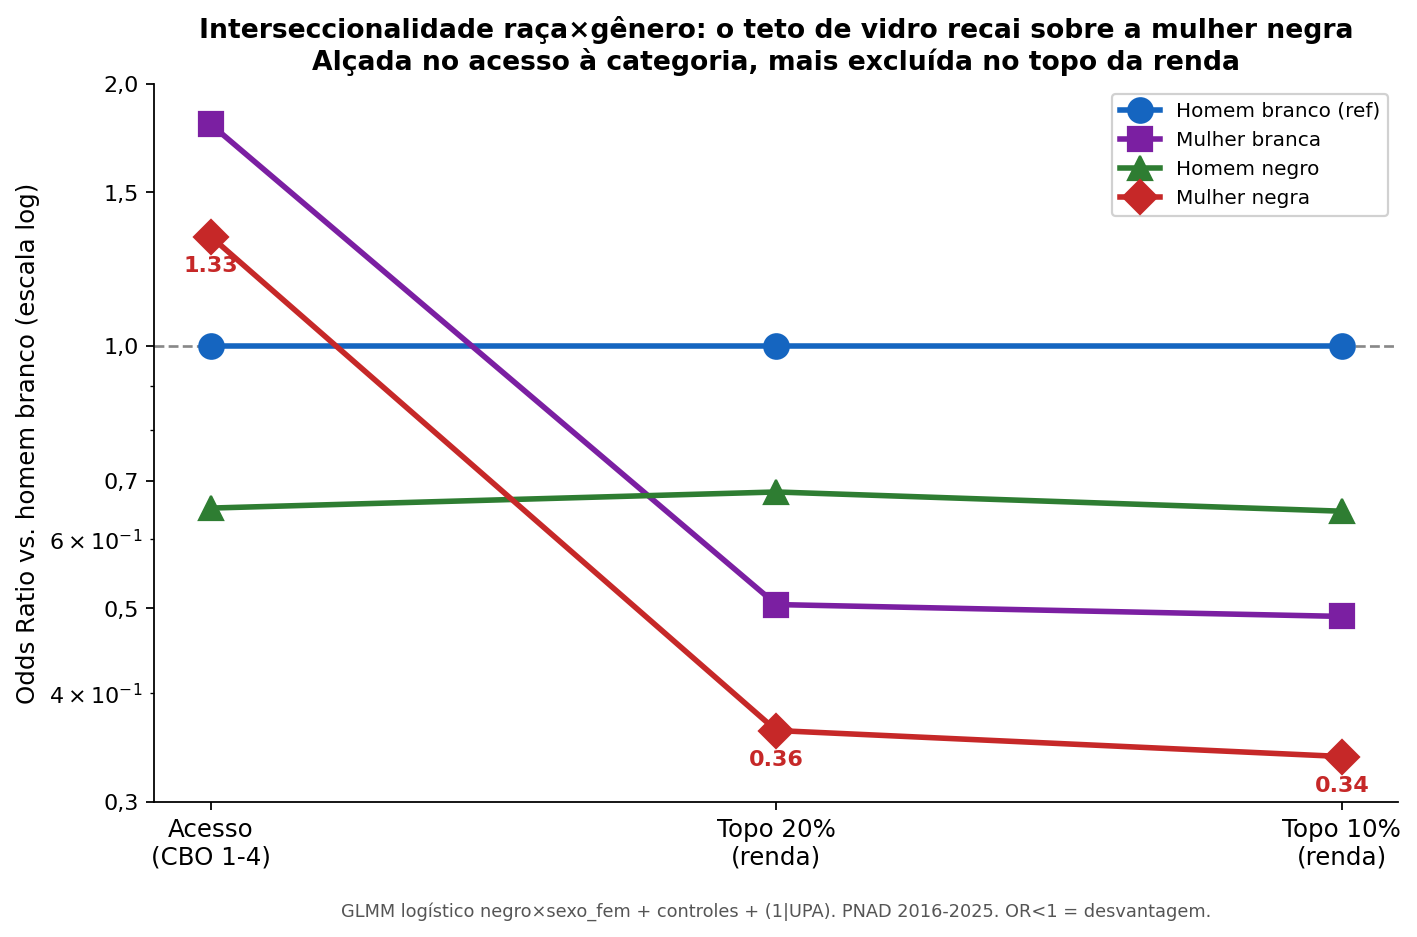 Interseccionalidade raça×gênero: o teto de vidro recai sobre a mulher negra
Alçada no acesso à categoria, mais excluída no topo da renda
Odds Ratio vs. homem branco (escala log)
2,0
1,5
1,0
0,7
6 × 10⁻¹
0,5
4 × 10⁻¹
0,3
Homem branco (ref)
Mulher branca
Homem negro
Mulher negra
1.33
0.36
0.34
Acesso
(CBO 1-4)
Topo 20%
(renda)
Topo 10%
(renda)
GLMM logístico negro×sexo_fem + controles + (1|UPA). PNAD 2016-2025. OR<1 = desvantagem.